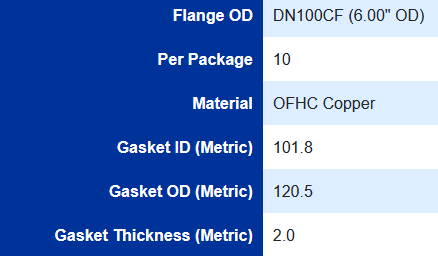 Flange OD DN100CF (6.00" OD)
Per Package 10
Material OFHC Copper
Gasket ID (Metric) 101.8
Gasket OD (Metric) 120.5
Gasket Thickness (Metric) 2.0